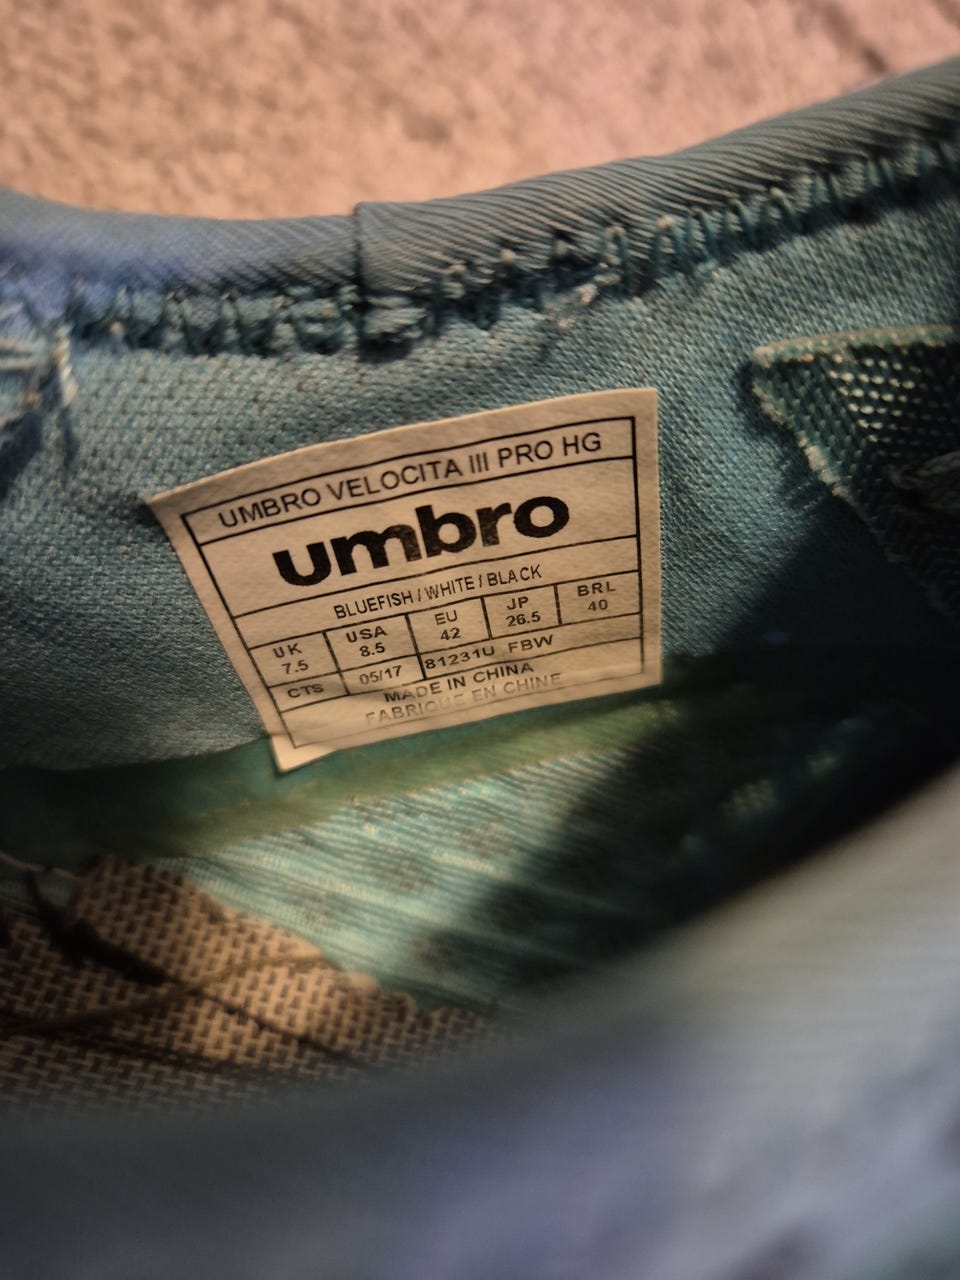 UMBRO VELOCITA III PRO HG
umbro
BLUEFISH / WHITE / BLACK
UK USA EU JP BRL
7.5 8.5 42 26.5 40
CTS 05/17 81231U FBW
MADE IN CHINA
FABRIQUE EN CHINE